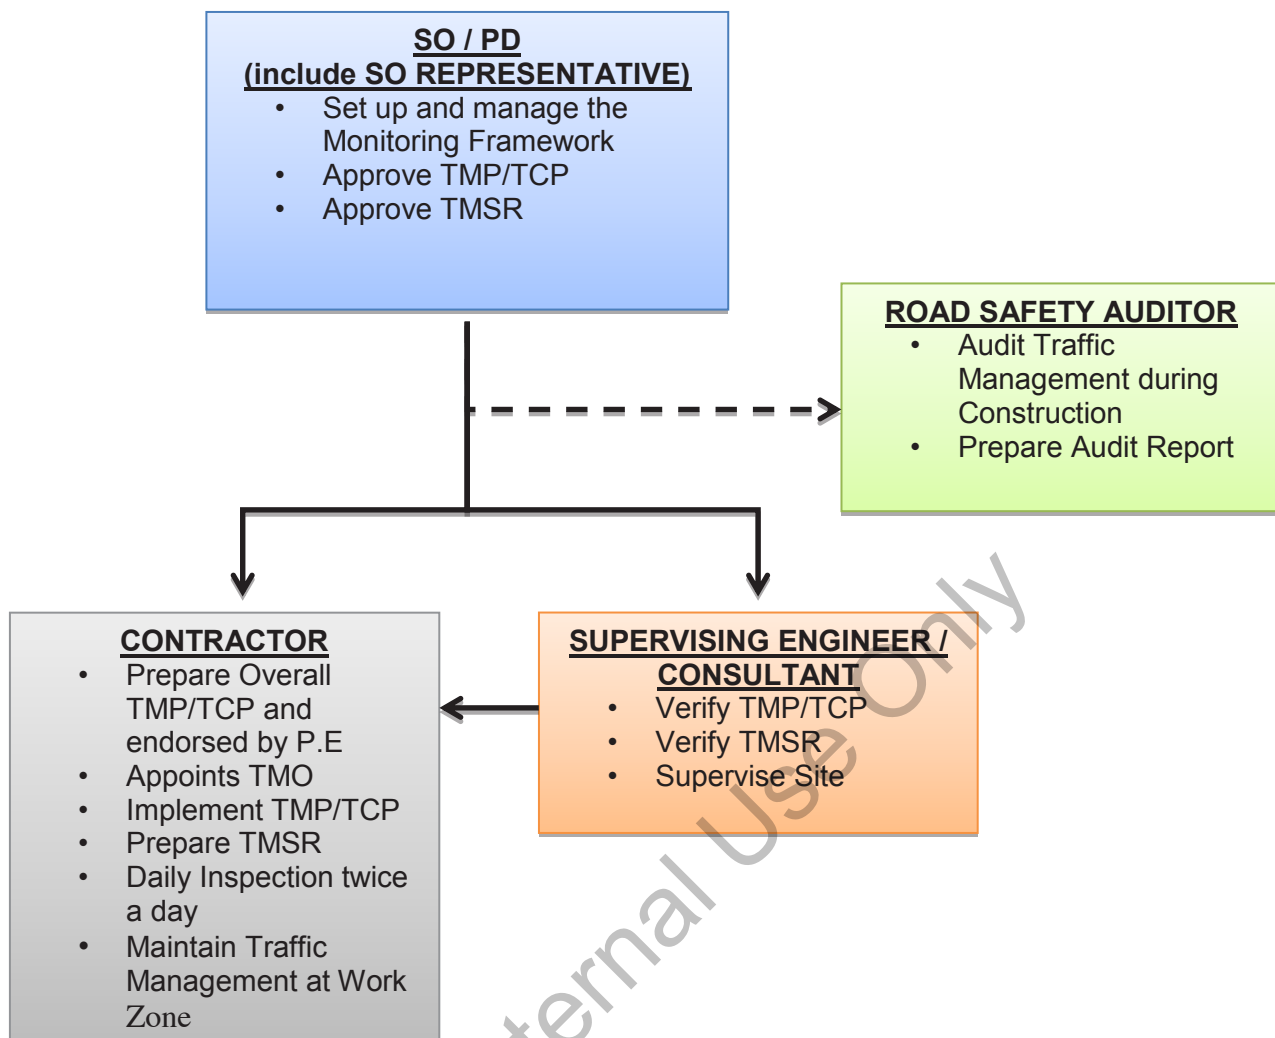 SO / PD
(include SO REPRESENTATIVE)
• Set up and manage the
Monitoring Framework
• Approve TMP/TCP
• Approve TMSR
ROAD SAFETY AUDITOR
• Audit Traffic
Management during
Construction
• Prepare Audit Report
CONTRACTOR
• Prepare Overall
TMP/TCP and
endorsed by P.E
• Appoints TMO
• Implement TMP/TCP
• Prepare TMSR
• Daily Inspection twice
a day
• Maintain Traffic
Management at Work
Zone
SUPERVISING ENGINEER /
CONSULTANT
• Verify TMP/TCP
• Verify TMSR
• Supervise Site
ternal Use Only